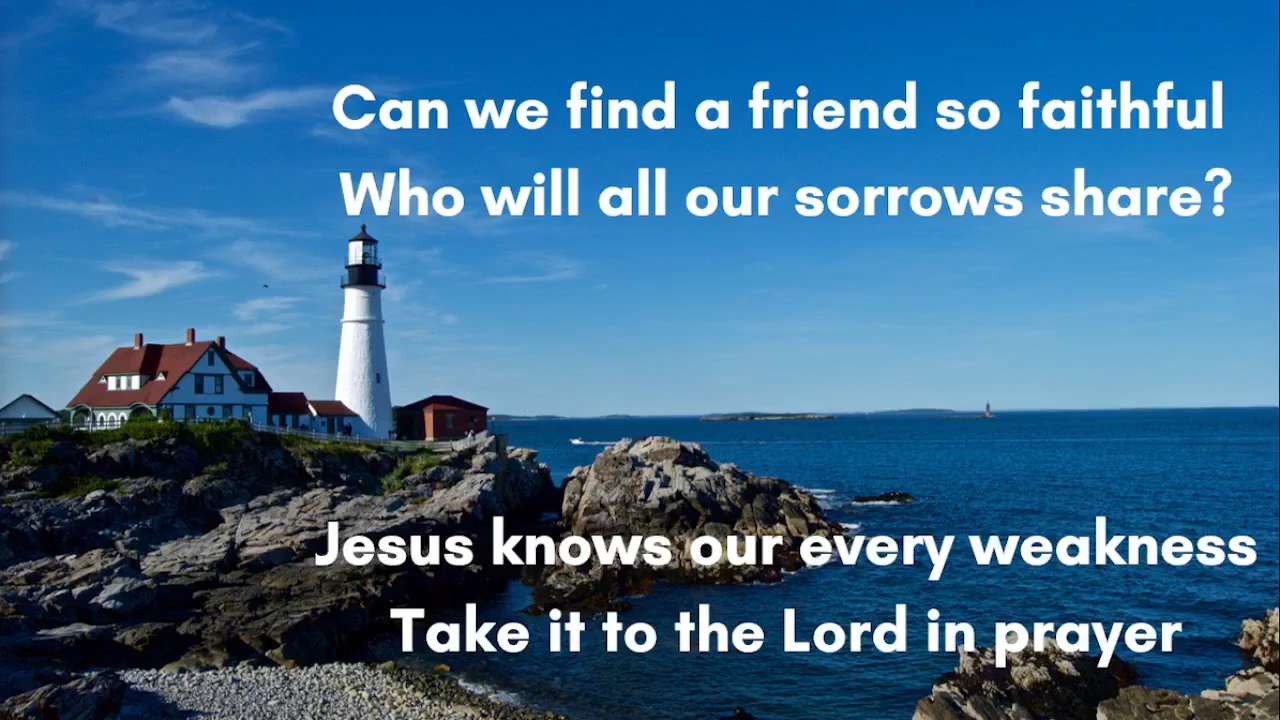 Can we find a friend so faithful
Who will all our sorrows share?
Jesus knows our every weakness
Take it to the Lord in prayer